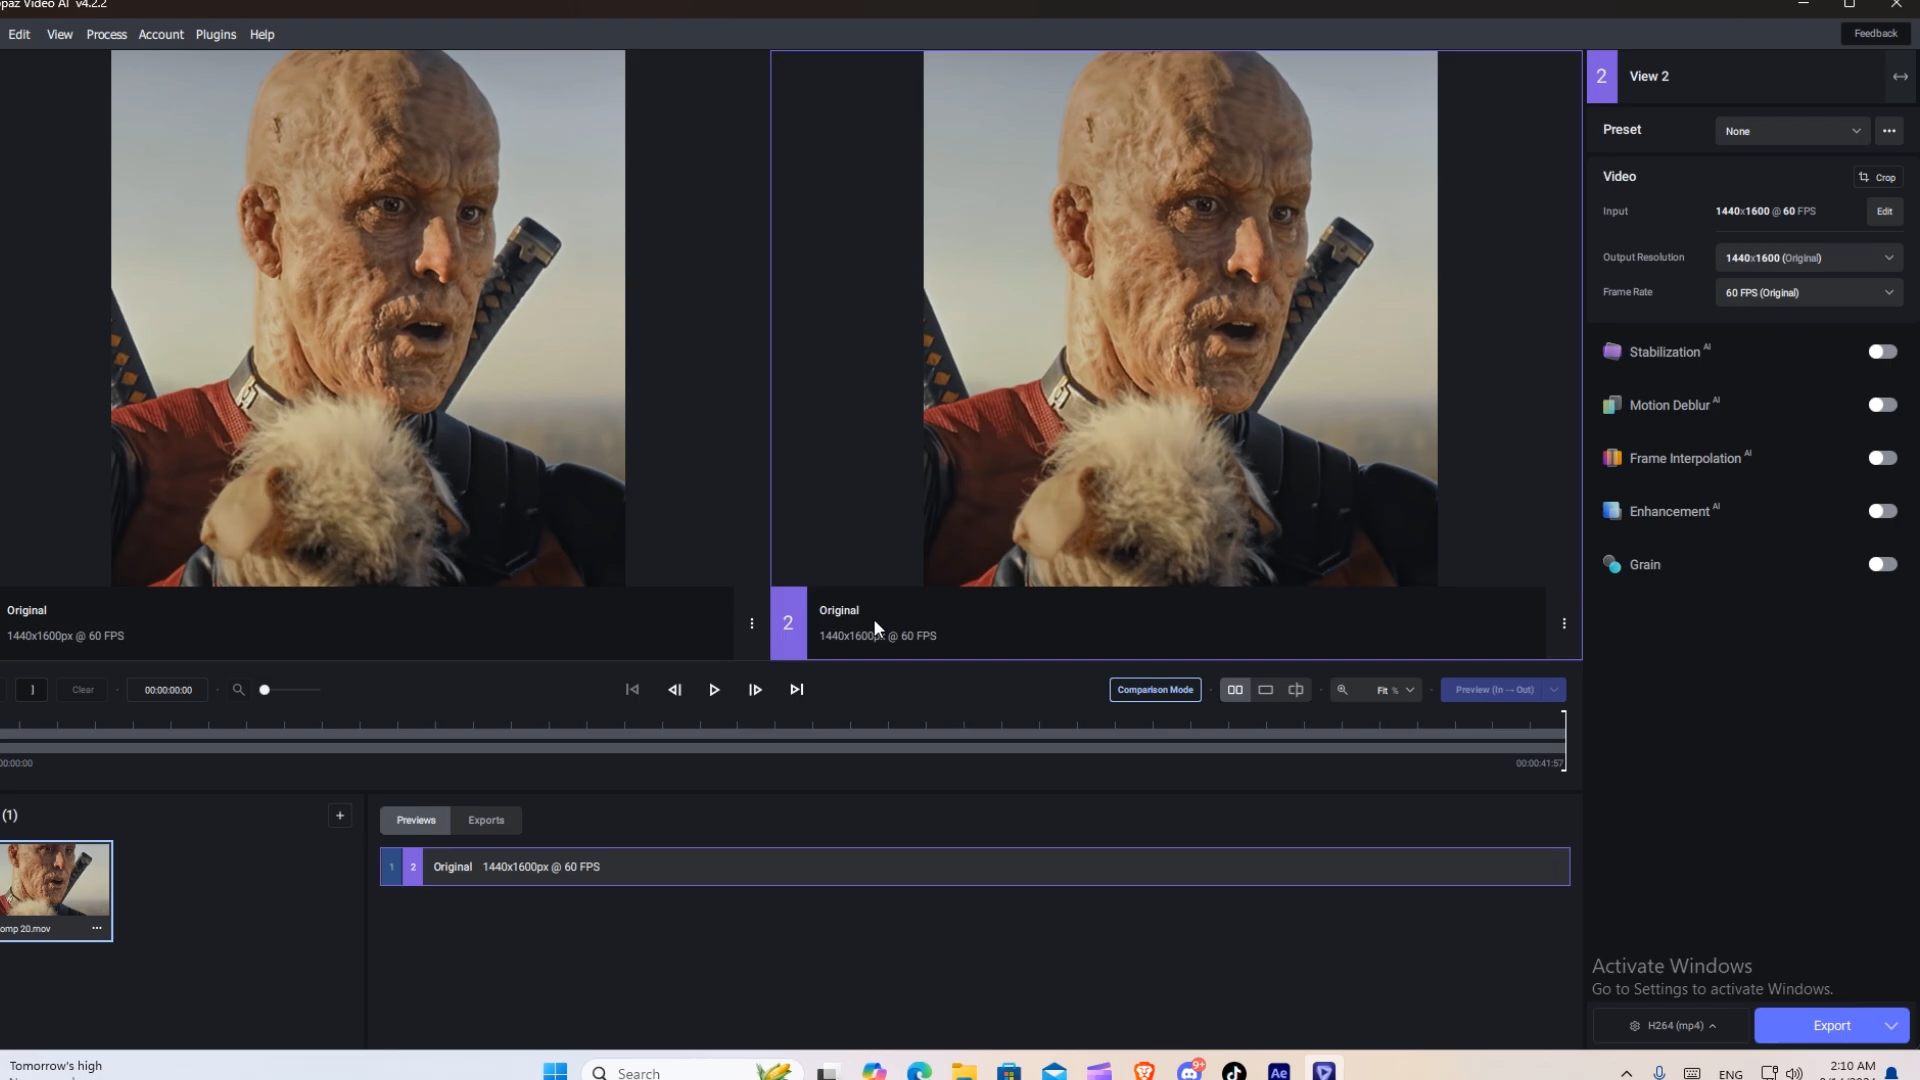 paz Video AI v4.2.2
Edit View Process Account Plugins Help
Feedback
2 View 2
Preset None
Video Crop
Input 1440x1600 @ 60 FPS Edit
Output Resolution 1440x1600 (Original)
Frame Rate 60 FPS (Original)
Stabilization AI
Motion Deblur AI
Frame Interpolation AI
Enhancement AI
Grain
Original
1440x1600px @ 60 FPS
2
Original
1440x1600px @ 60 FPS
] Clear 00:00:00:00
Comparison Mode Fit % Preview (In → Out)
00:00:00 00:00:41:57
(1) +
Previews Exports
1 2 Original 1440x1600px @ 60 FPS
omp 20.mov
Activate Windows
Go to Settings to activate Windows.
H264 (mp4) Export
Tomorrow's high
Search 9+ Ae ENG 2:10 AM